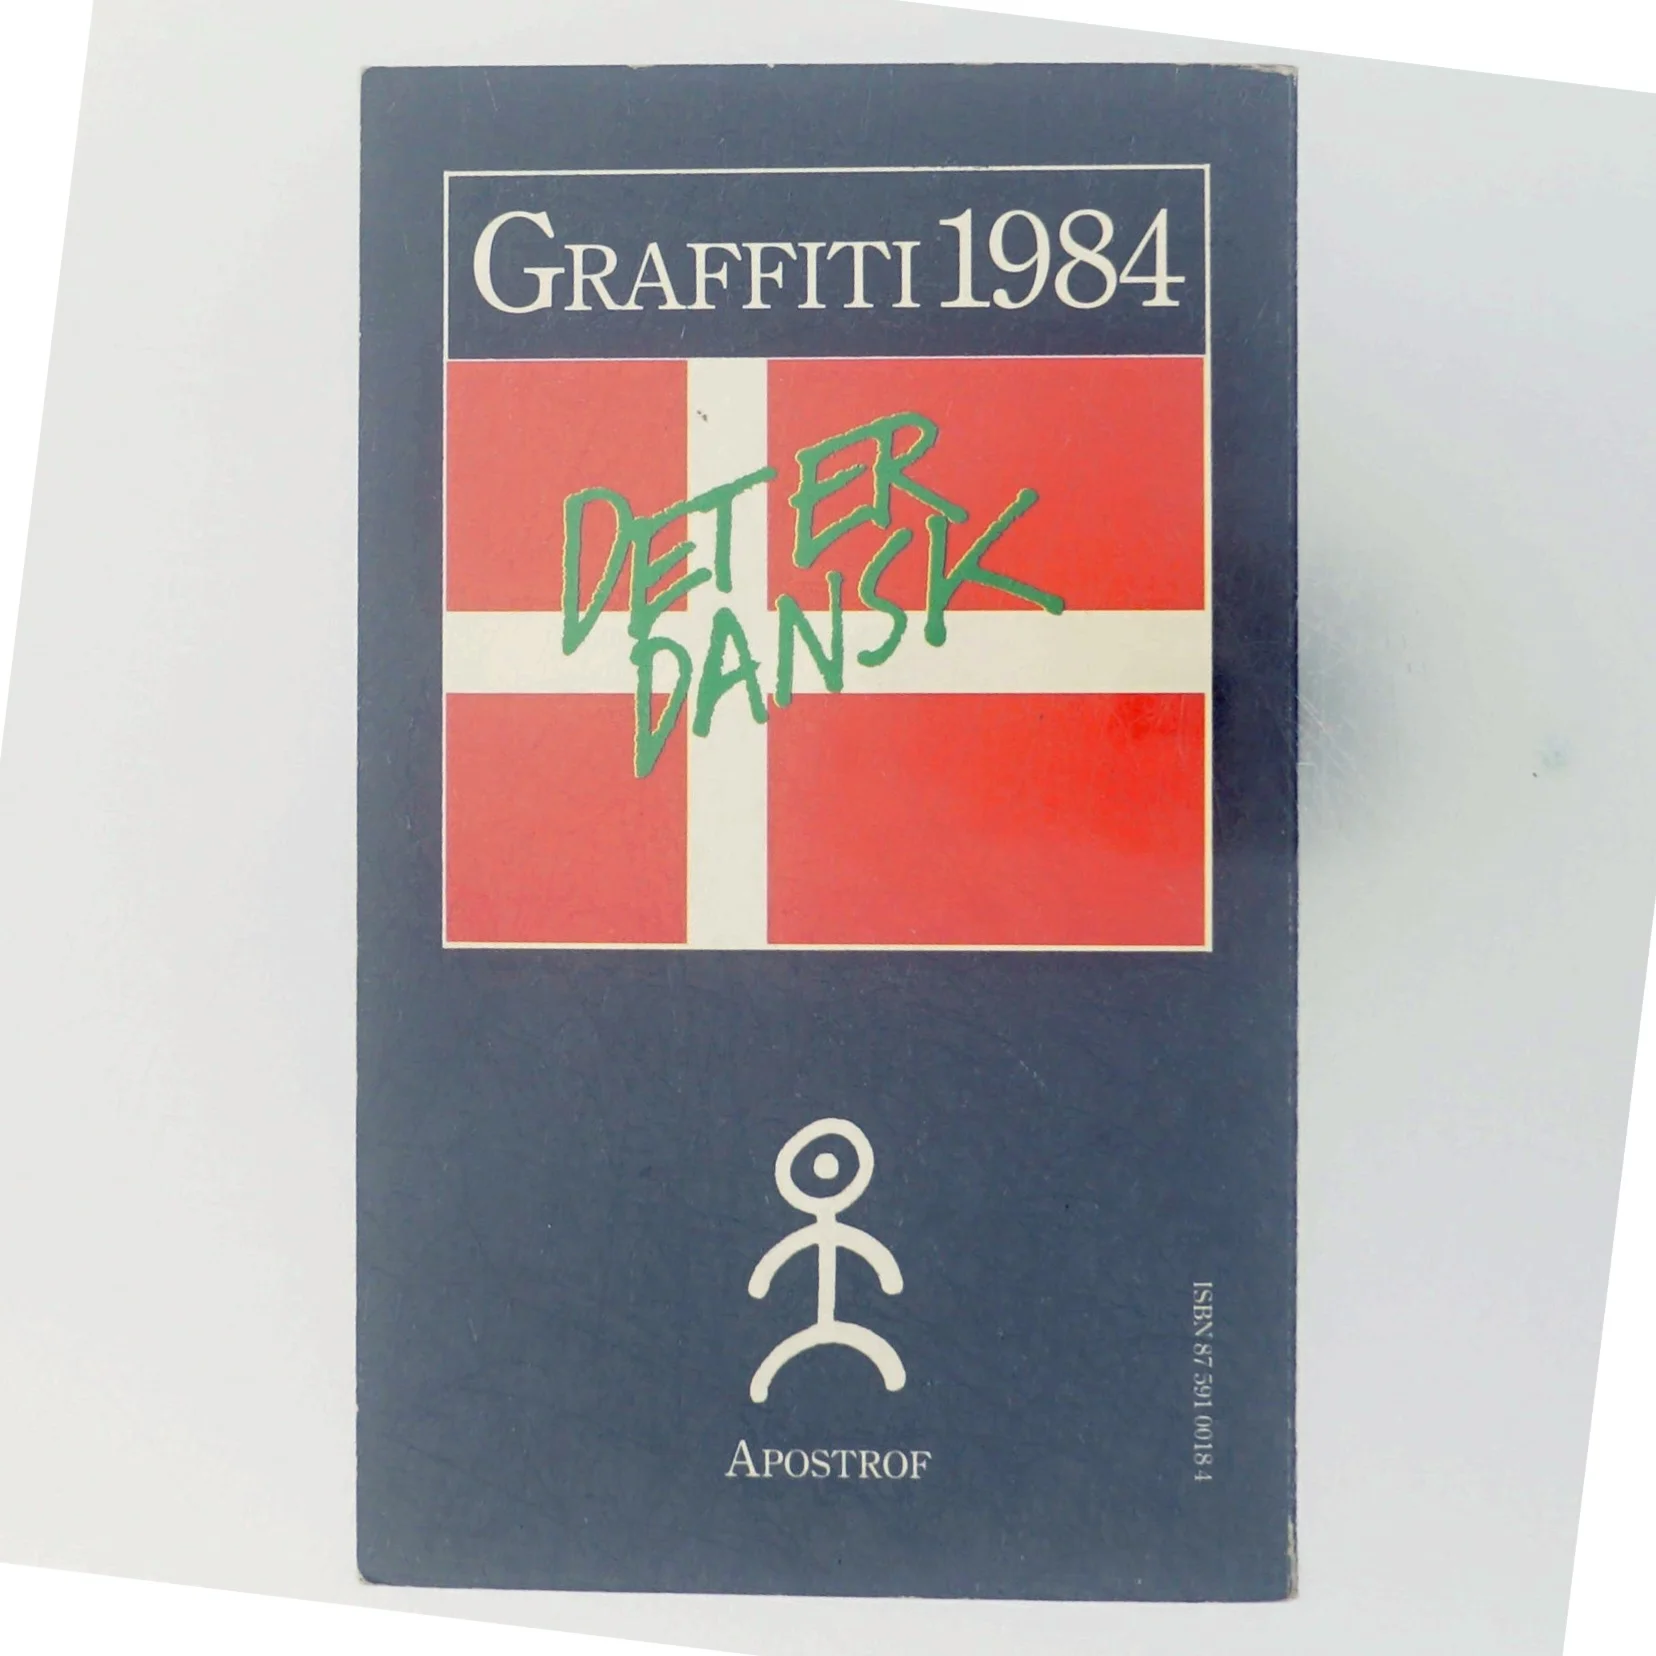 GRAFFITI 1984
DET ER
DANSK
APOSTROF
ISBN 87 591 0018 4